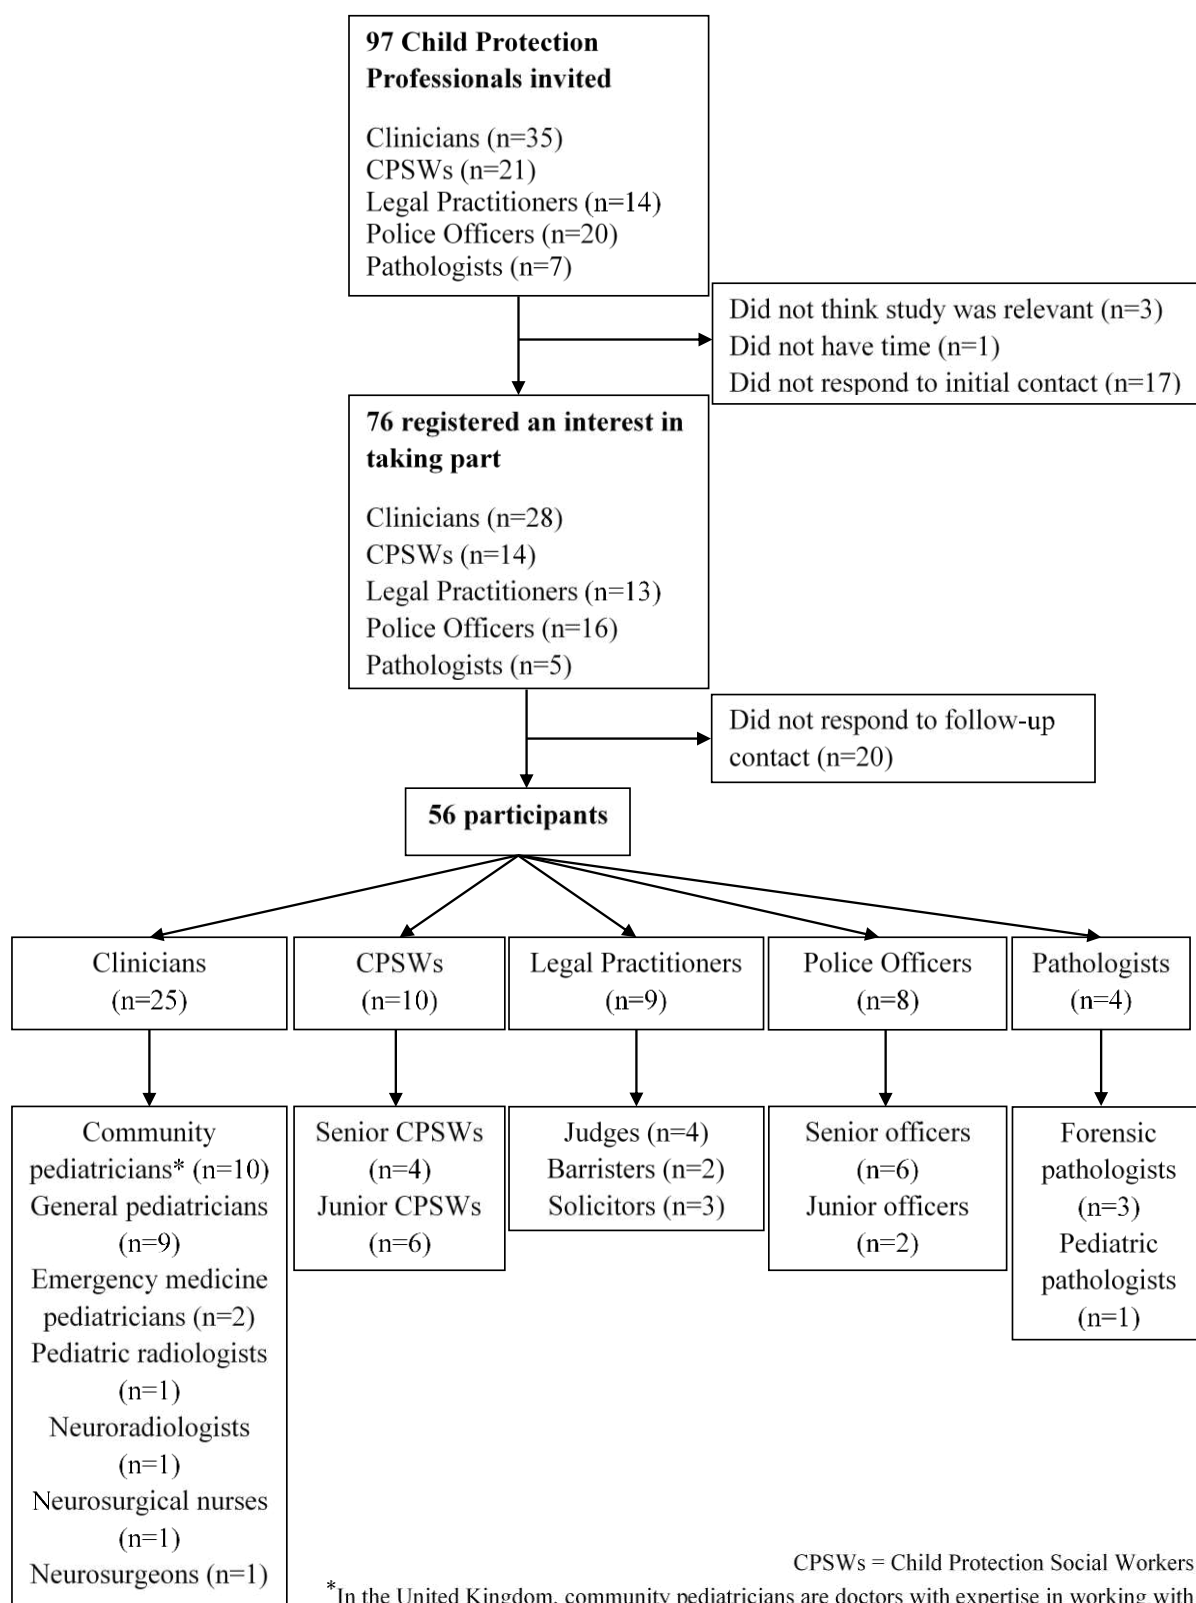 97 Child Protection
Professionals invited
Clinicians (n=35)
CPSWs (n=21)
Legal Practitioners (n=14)
Police Officers (n=20)
Pathologists (n=7)
Did not think study was relevant (n=3)
Did not have time (n=1)
Did not respond to initial contact (n=17)
76 registered an interest in
taking part
Clinicians (n=28)
CPSWs (n=14)
Legal Practitioners (n=13)
Police Officers (n=16)
Pathologists (n=5)
Did not respond to follow-up
contact (n=20)
56 participants
Clinicians
(n=25)
CPSWs
(n=10)
Legal Practitioners
(n=9)
Police Officers
(n=8)
Pathologists
(n=4)
Community
pediatricians* (n=10)
General pediatricians
(n=9)
Emergency medicine
pediatricians (n=2)
Pediatric radiologists
(n=1)
Neuroradiologists
(n=1)
Neurosurgical nurses
(n=1)
Neurosurgeons (n=1)
Senior CPSWs
(n=4)
Junior CPSWs
(n=6)
Judges (n=4)
Barristers (n=2)
Solicitors (n=3)
Senior officers
(n=6)
Junior officers
(n=2)
Forensic
pathologists
(n=3)
Pediatric
pathologists
(n=1)
CPSWs = Child Protection Social Workers
*In the United Kingdom, community pediatricians are doctors with expertise in working with